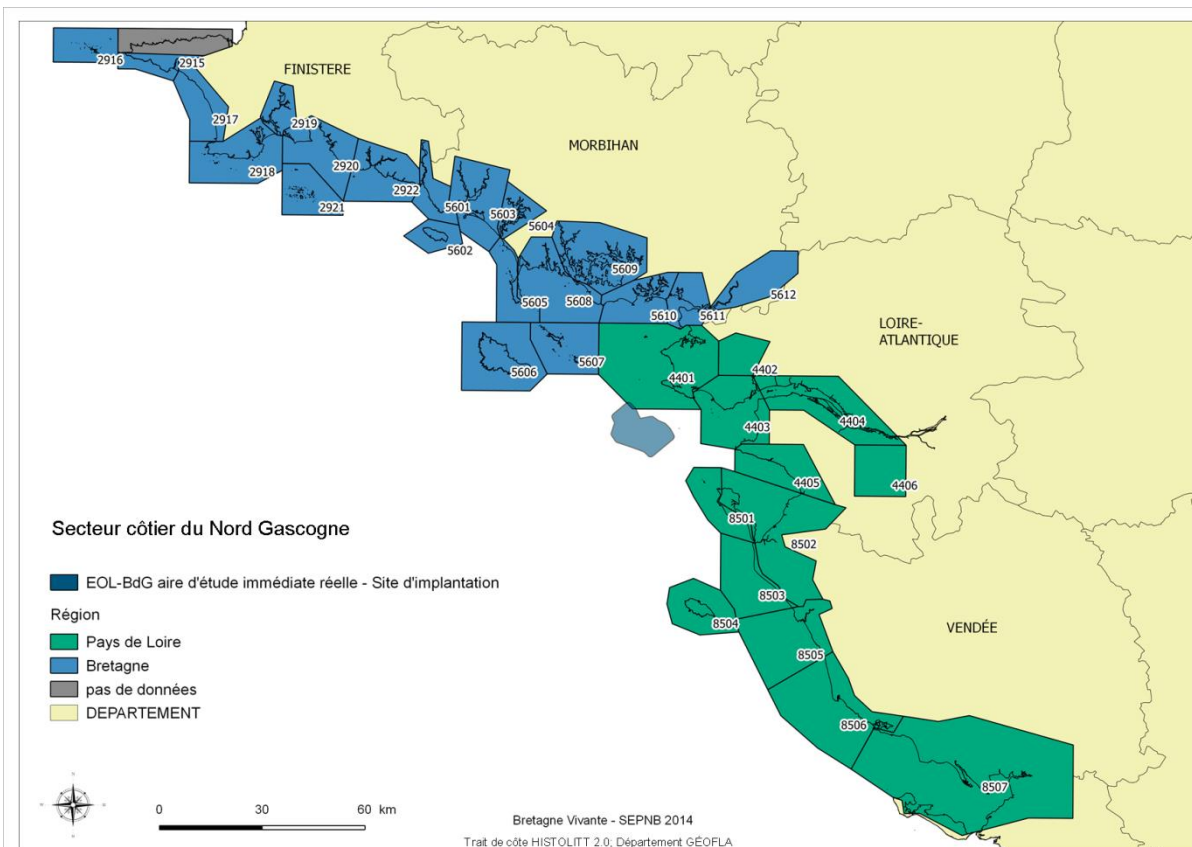 FINISTERE
2916
2915
2917
2919
MORBIHAN
2918
2920
2922
2921
5601
5603
5604
5602
5609
5612
5605
5608
5610
5611
LOIRE-
ATLANTIQUE
5606
5607
4401
4402
4403
4404
4405
4406
8501
8502
8503
8504
VENDÉE
8505
8506
8507
Secteur côtier du Nord Gascogne
EOL-BdG aire d'étude immédiate réelle - Site d'implantation
Région
Pays de Loire
Bretagne
pas de données
DEPARTEMENT
0 30 60 km
Bretagne Vivante - SEPNB 2014
Trait de côte HISTOLITT 2.0; Département GÉOFLA